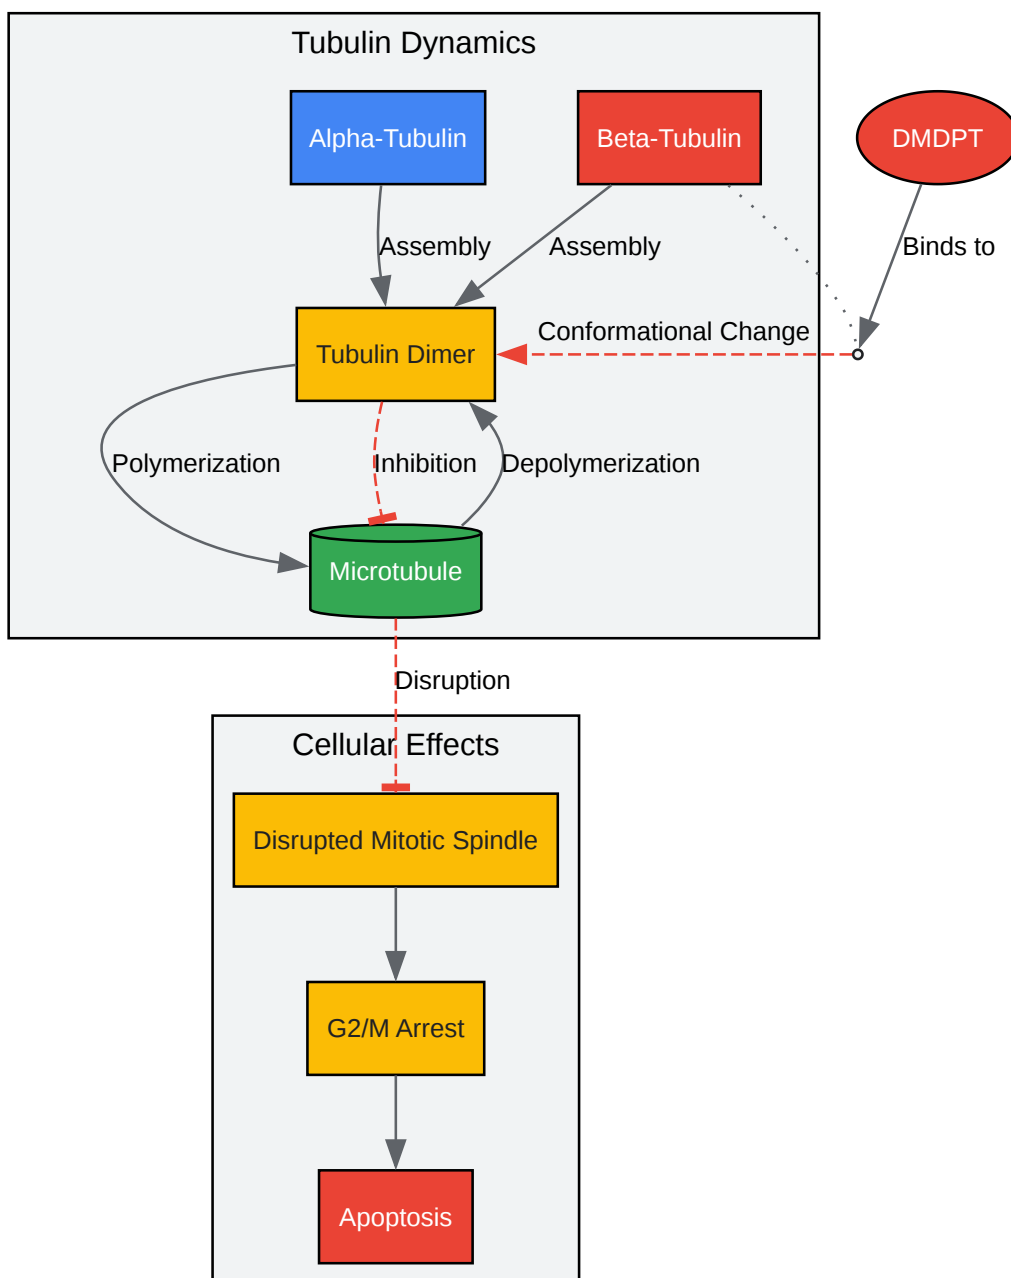 Tubulin Dynamics
Alpha-Tubulin
Beta-Tubulin
DMDPT
Assembly
Assembly
Binds to
Conformational Change
Tubulin Dimer
Polymerization
Inhibition
Depolymerization
Microtubule
Disruption
Cellular Effects
Disrupted Mitotic Spindle
G2/M Arrest
Apoptosis